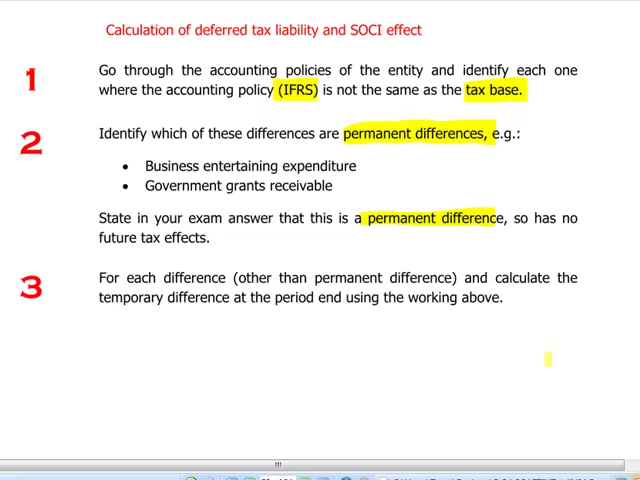 Calculation of deferred tax liability and SOCI effect
1
Go through the accounting policies of the entity and identify each one
where the accounting policy (IFRS) is not the same as the tax base.
2
Identify which of these differences are permanent differences, e.g.:
• Business entertaining expenditure
• Government grants receivable
State in your exam answer that this is a permanent difference, so has no
future tax effects.
3
For each difference (other than permanent difference) and calculate the
temporary difference at the period end using the working above.